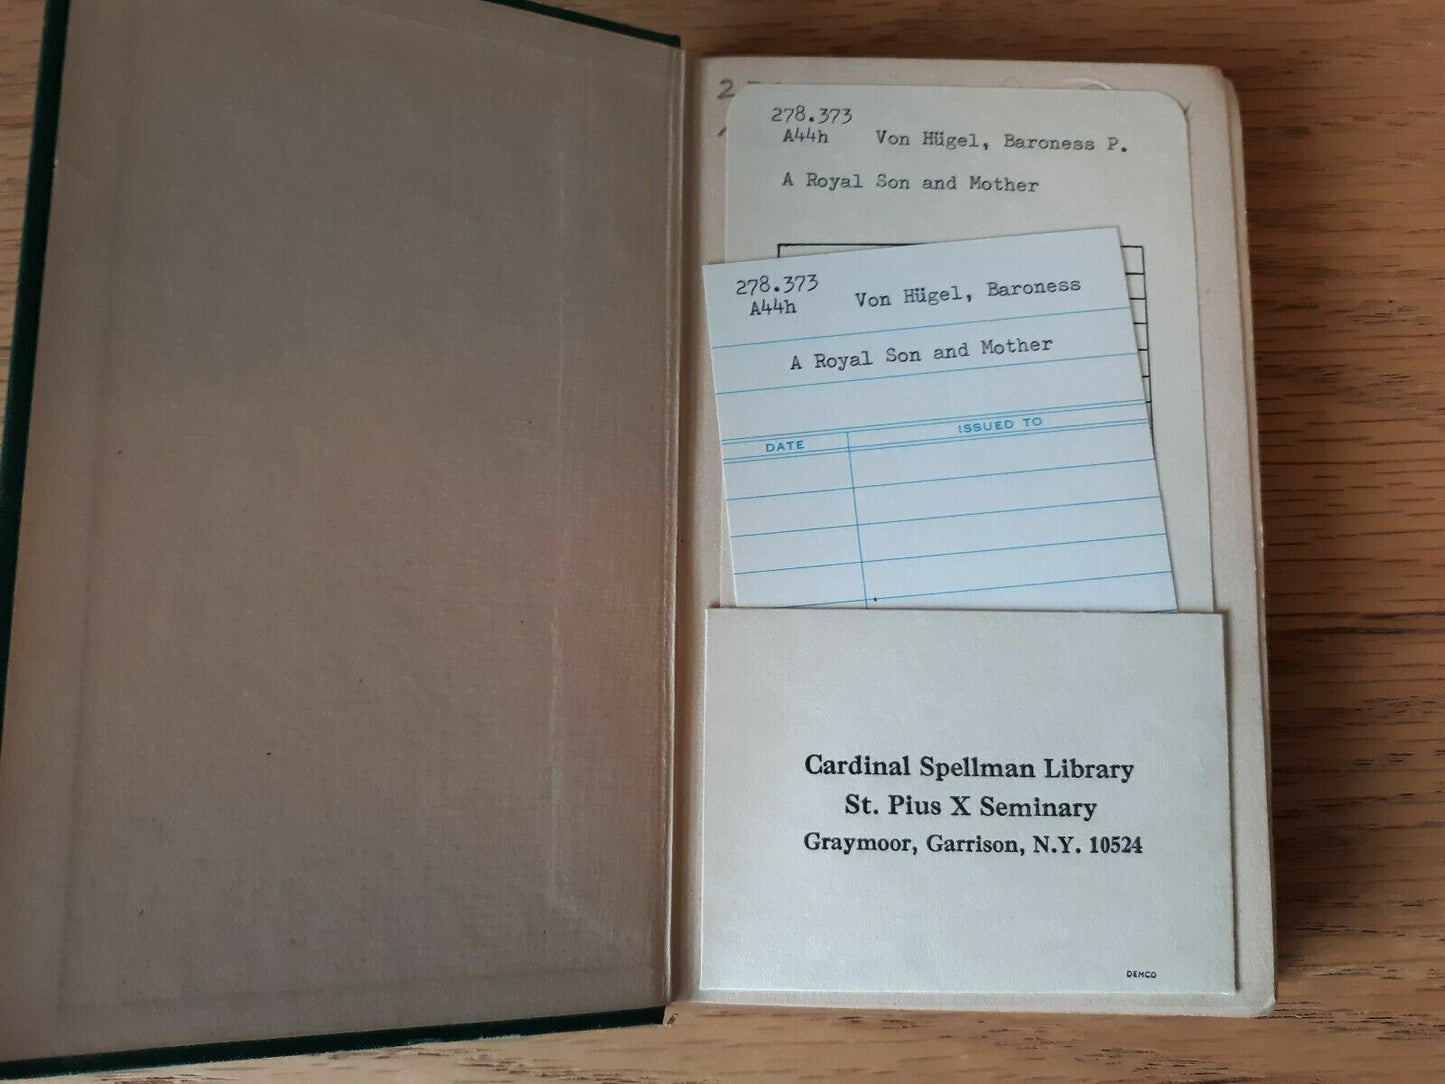 278.373
A44h Von Hügel, Baroness P.
A Royal Son and Mother
278.373
A44h Von Hügel, Baroness
A Royal Son and Mother
DATE ISSUED TO
Cardinal Spellman Library
St. Pius X Seminary
Graymoor, Garrison, N.Y. 10524
DEMCO